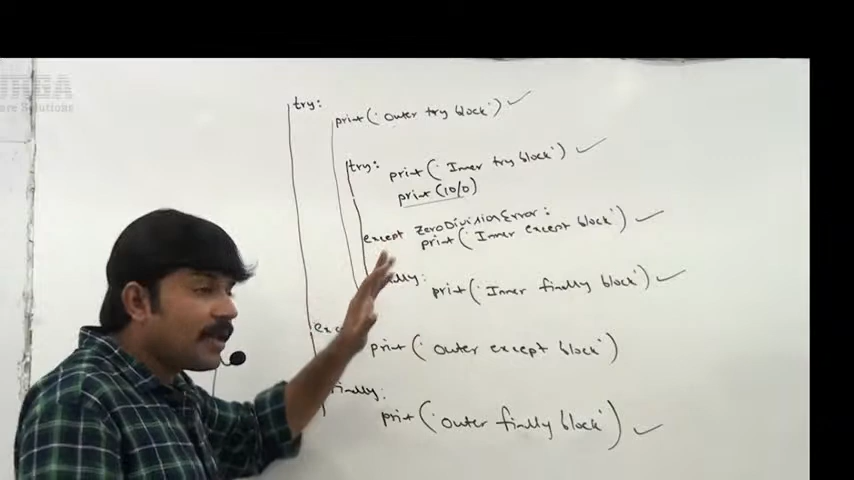 try:
print('Outer try block')
try: print('Inner try block')
print(10/0)
except ZeroDivisionError:
print('Inner except block')
print('Inner finally block')
print('Outer except block')
finally:
print('Outer finally block')